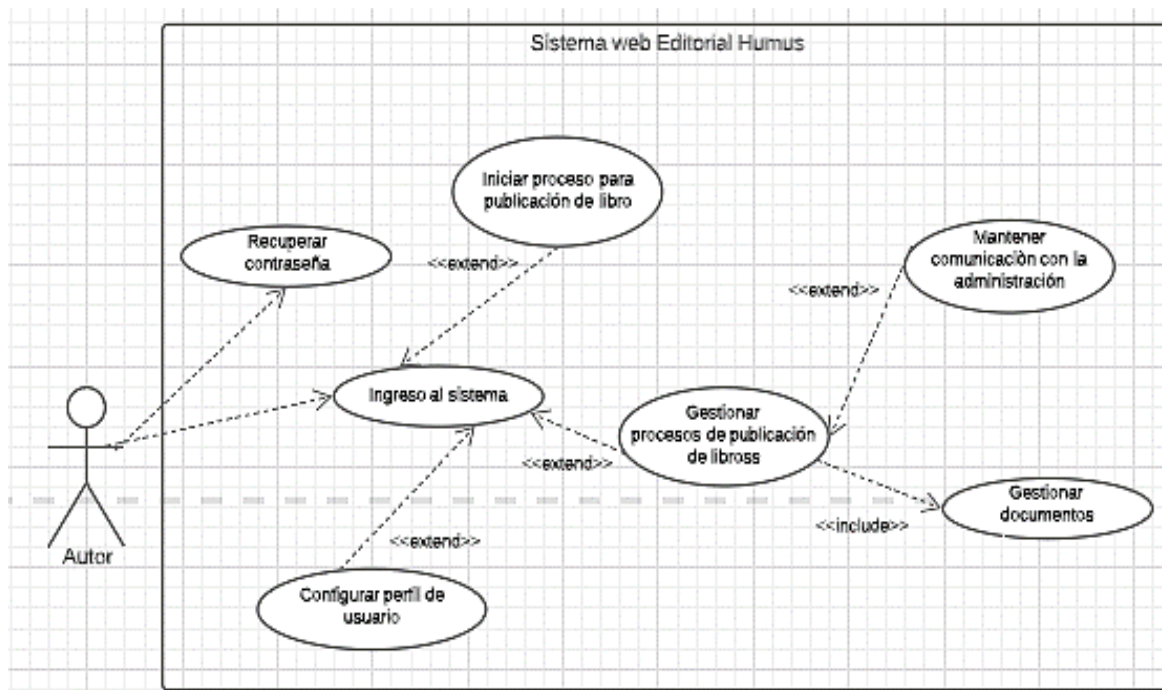 Sistema web Editorial Humus
Iniciar proceso para
publicación de libro
Recuperar
contraseña
<<extend>>
Mantener
comunicaciòn con la
administración
<<extend>>
Ingreso al sistema
Gestionar
procesos de publicación
de libross
<<extend>>
Gestionar
documentos
<<include>>
<<extend>>
Autor
Configurar perfil de
usuario